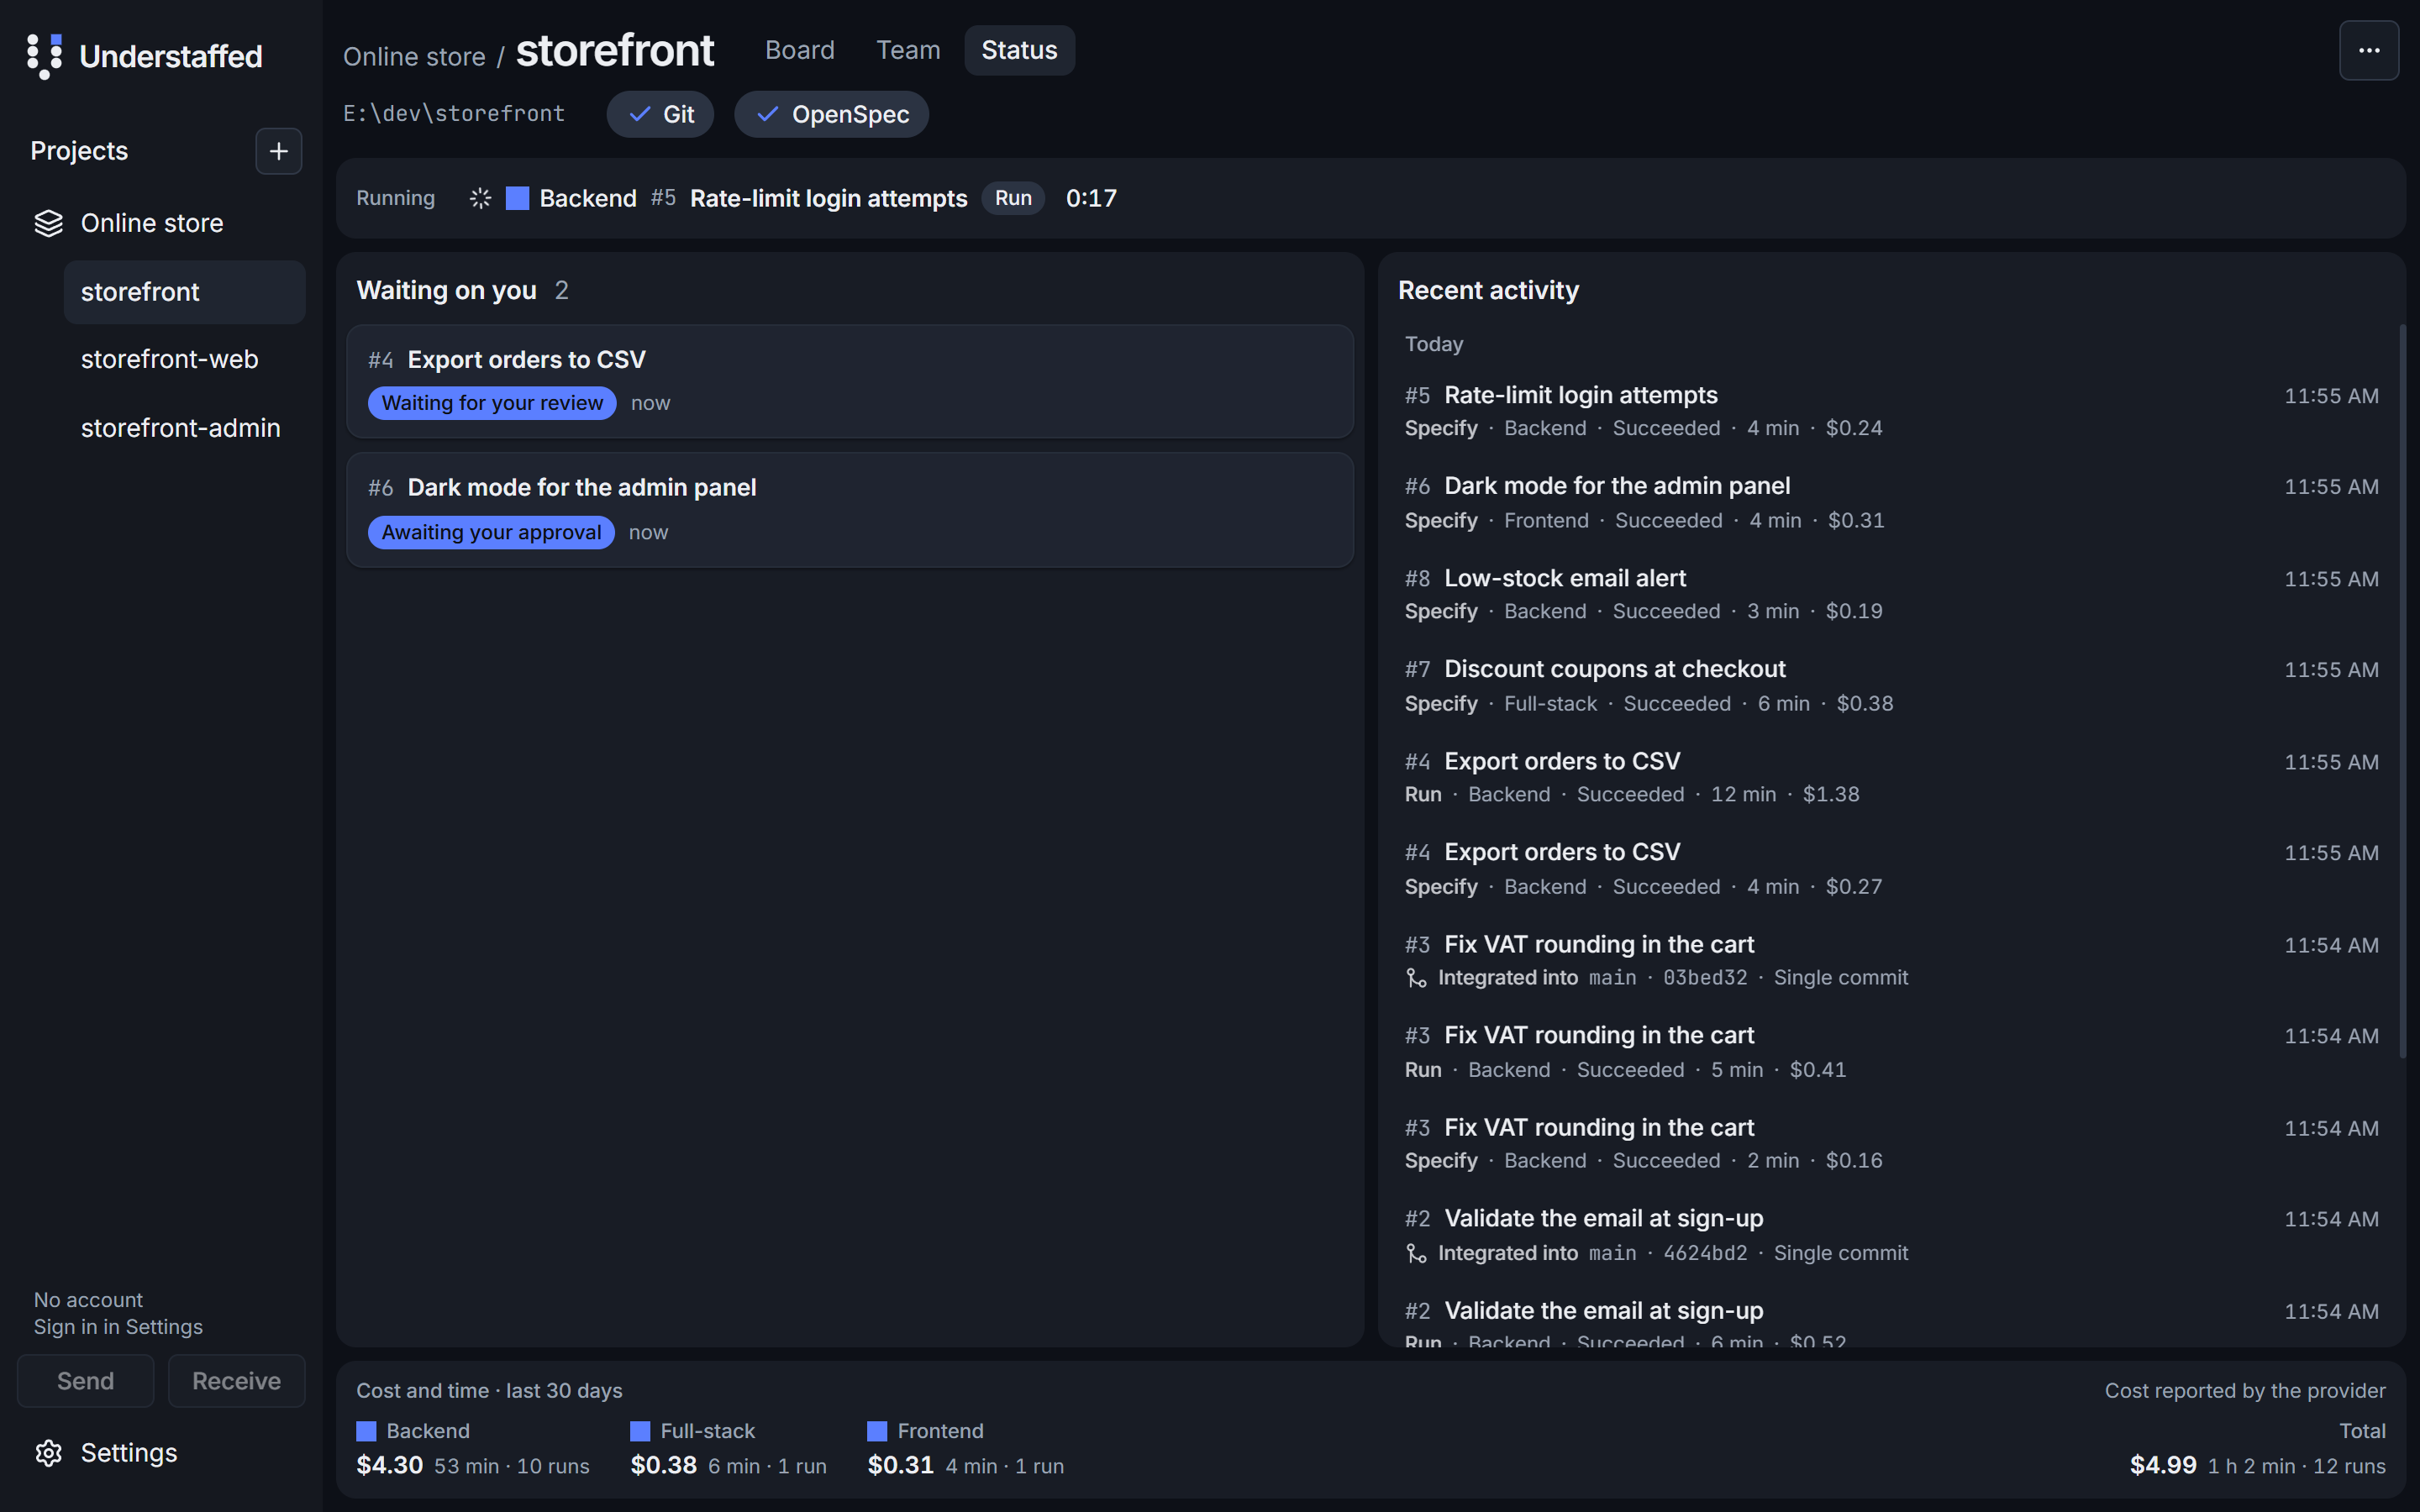 Understaffed
Projects
Online store
storefront
storefront-web
storefront-admin
No account
Sign in in Settings
Send Receive
Settings
Online store / storefront Board Team Status
E:\dev\storefront Git OpenSpec
Running Backend #5 Rate-limit login attempts Run 0:17
Waiting on you 2
#4 Export orders to CSV
Waiting for your review now
#6 Dark mode for the admin panel
Awaiting your approval now
Recent activity
Today
#5 Rate-limit login attempts 11:55 AM
Specify · Backend · Succeeded · 4 min · $0.24
#6 Dark mode for the admin panel 11:55 AM
Specify · Frontend · Succeeded · 4 min · $0.31
#8 Low-stock email alert 11:55 AM
Specify · Backend · Succeeded · 3 min · $0.19
#7 Discount coupons at checkout 11:55 AM
Specify · Full-stack · Succeeded · 6 min · $0.38
#4 Export orders to CSV 11:55 AM
Run · Backend · Succeeded · 12 min · $1.38
#4 Export orders to CSV 11:55 AM
Specify · Backend · Succeeded · 4 min · $0.27
#3 Fix VAT rounding in the cart 11:54 AM
Integrated into main · 03bed32 · Single commit
#3 Fix VAT rounding in the cart 11:54 AM
Run · Backend · Succeeded · 5 min · $0.41
#3 Fix VAT rounding in the cart 11:54 AM
Specify · Backend · Succeeded · 2 min · $0.16
#2 Validate the email at sign-up 11:54 AM
Integrated into main · 4624bd2 · Single commit
#2 Validate the email at sign-up 11:54 AM
Run · Backend · Succeeded · 6 min · $0.52
Cost and time · last 30 days Cost reported by the provider
Backend Full-stack Frontend Total
$4.30 53 min · 10 runs $0.38 6 min · 1 run $0.31 4 min · 1 run $4.99 1 h 2 min · 12 runs